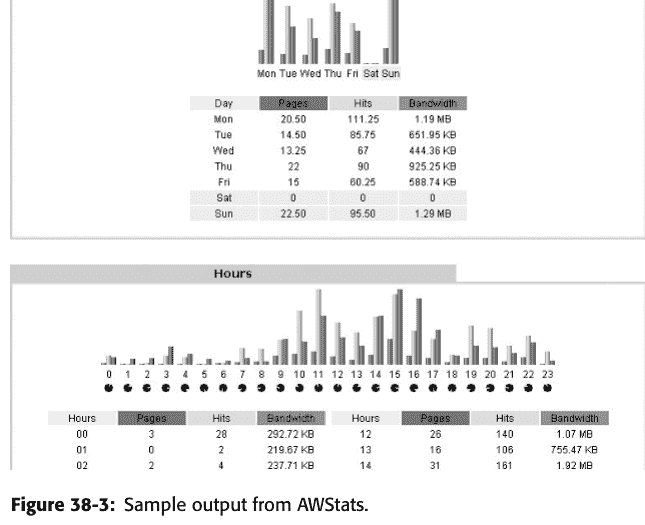 Mon Tue Wed Thu Fri Sat Sun
Day Pages Hits Bandwidth
Mon 20.50 111.25 1.19 MB
Tue 14.50 85.75 651.95 KB
Wed 13.25 67 444.36 KB
Thu 22 90 925.25 KB
Fri 15 60.25 588.74 KB
Sat 0 0 0
Sun 22.50 95.50 1.29 MB
Hours
0 1 2 3 4 5 6 7 8 9 10 11 12 13 14 15 16 17 18 19 20 21 22 23
Hours Pages Hits Bandwidth Hours Pages Hits Bandwidth
00 3 28 292.72 KB 12 26 140 1.07 MB
01 0 2 219.67 KB 13 16 106 755.47 KB
02 2 4 237.71 KB 14 31 161 1.92 MB
Figure 38-3: Sample output from AWStats.